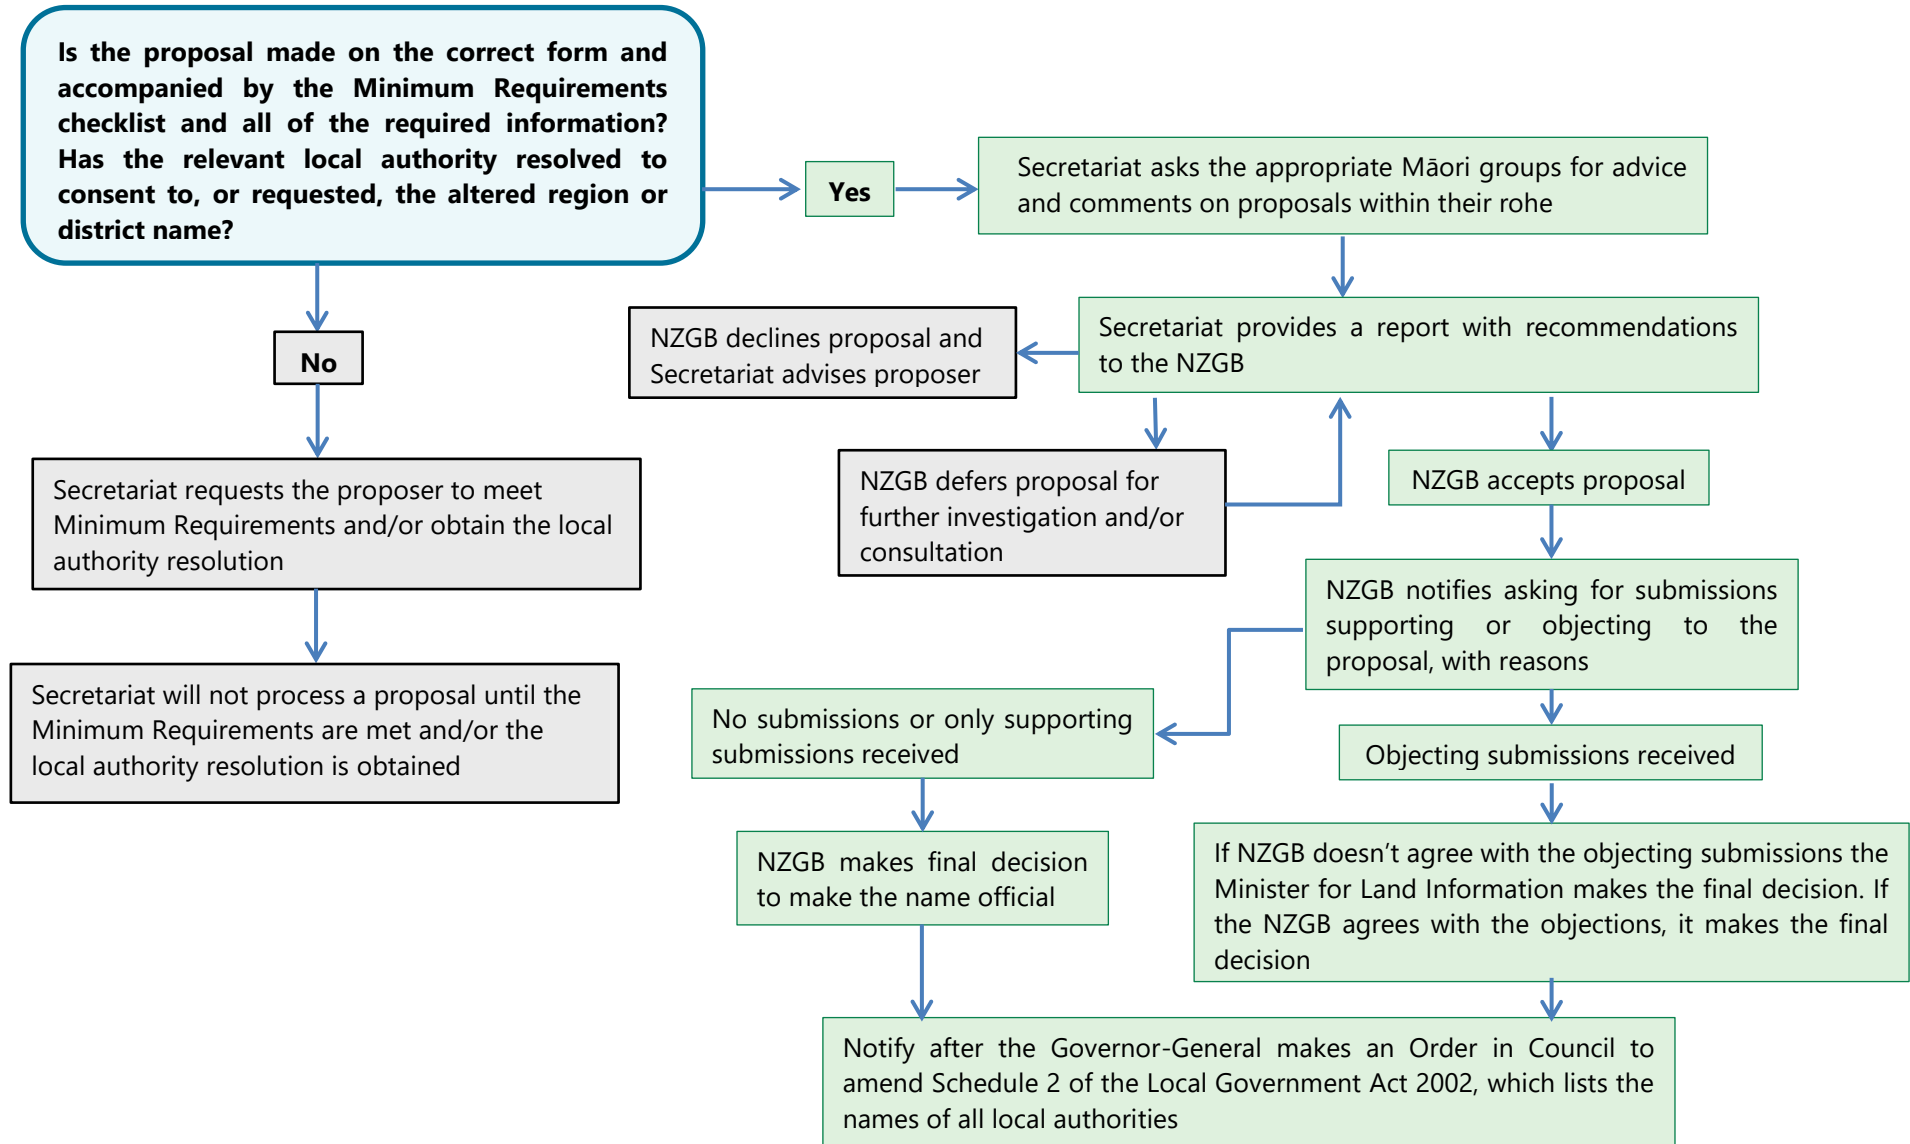 Is the proposal made on the correct form and
accompanied by the Minimum Requirements
checklist and all of the required information?
Has the relevant local authority resolved to
consent to, or requested, the altered region or
district name?
Yes
Secretariat asks the appropriate Māori groups for advice
and comments on proposals within their rohe
No
NZGB declines proposal and
Secretariat advises proposer
Secretariat provides a report with recommendations
to the NZGB
Secretariat requests the proposer to meet
Minimum Requirements and/or obtain the local
authority resolution
NZGB defers proposal for
further investigation and/or
consultation
NZGB accepts proposal
NZGB notifies asking for submissions
supporting or objecting to the
proposal, with reasons
Secretariat will not process a proposal until the
Minimum Requirements are met and/or the
local authority resolution is obtained
No submissions or only supporting
submissions received
Objecting submissions received
NZGB makes final decision
to make the name official
If NZGB doesn’t agree with the objecting submissions the
Minister for Land Information makes the final decision. If
the NZGB agrees with the objections, it makes the final
decision
Notify after the Governor-General makes an Order in Council to
amend Schedule 2 of the Local Government Act 2002, which lists the
names of all local authorities